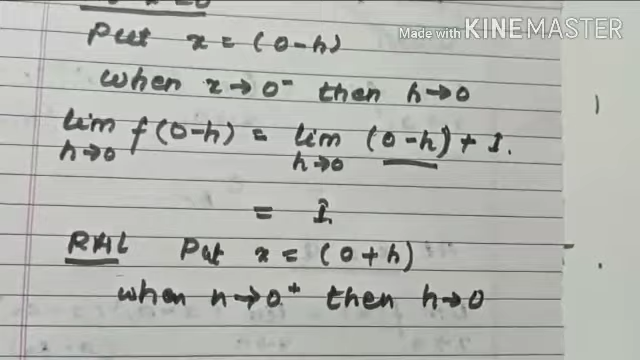 Made with KINEMASTER
Put x = (0-h)
when x→0⁻ then h→0
lim h→0 f(0-h) = lim h→0 (0-h) + 1.
= 1
RHL Put x = (0+h)
when n→0⁺ then h→0